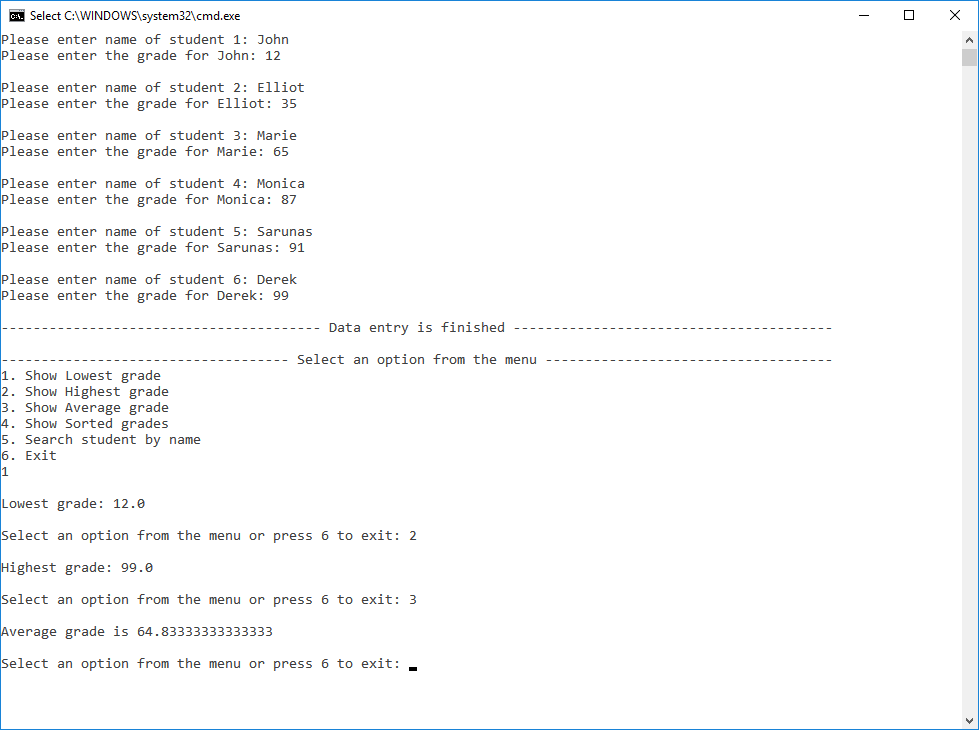 Select C:\WINDOWS\system32\cmd.exe
Please enter name of student 1: John
Please enter the grade for John: 12
Please enter name of student 2: Elliot
Please enter the grade for Elliot: 35
Please enter name of student 3: Marie
Please enter the grade for Marie: 65
Please enter name of student 4: Monica
Please enter the grade for Monica: 87
Please enter name of student 5: Sarunas
Please enter the grade for Sarunas: 91
Please enter name of student 6: Derek
Please enter the grade for Derek: 99
---------------------------------------- Data entry is finished ----------------------------------------
------------------------------------ Select an option from the menu ------------------------------------
1. Show Lowest grade
2. Show Highest grade
3. Show Average grade
4. Show Sorted grades
5. Search student by name
6. Exit
1
Lowest grade: 12.0
Select an option from the menu or press 6 to exit: 2
Highest grade: 99.0
Select an option from the menu or press 6 to exit: 3
Average grade is 64.83333333333333
Select an option from the menu or press 6 to exit: